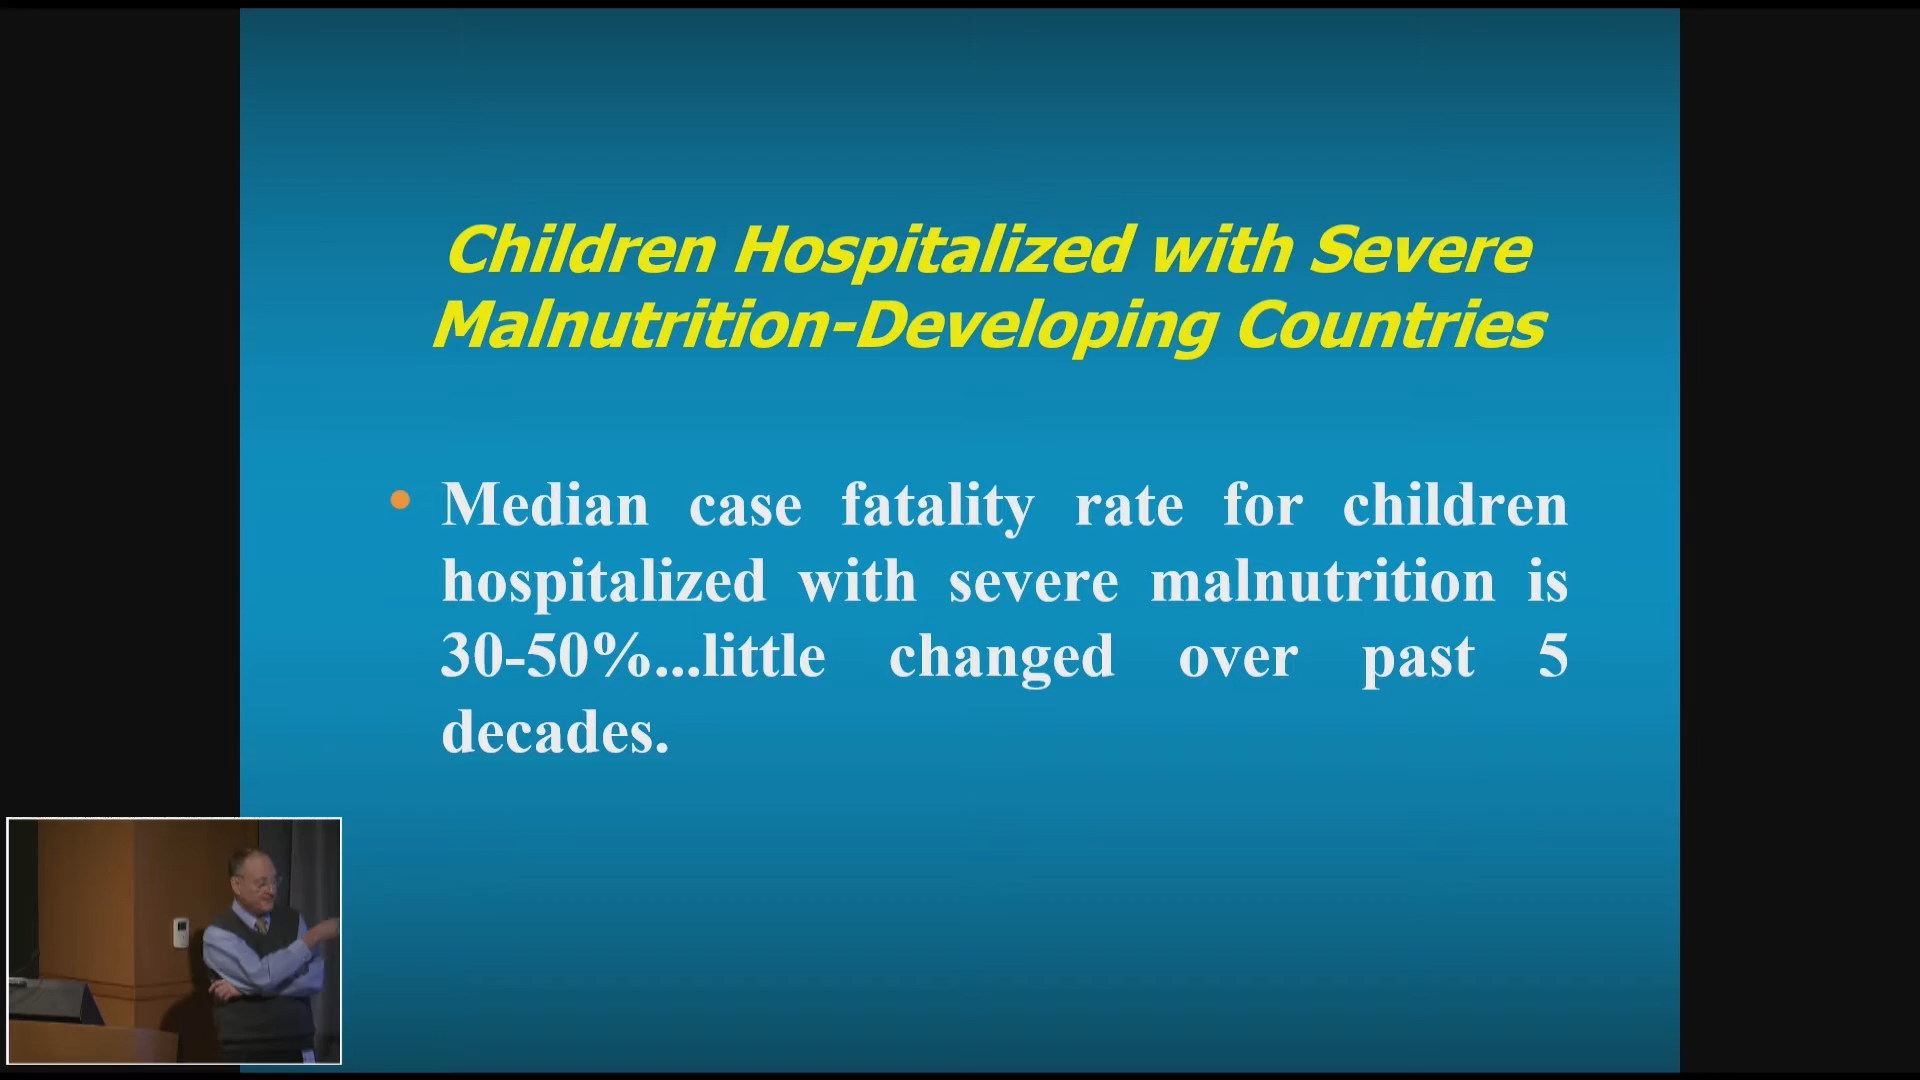 Children Hospitalized with Severe
Malnutrition-Developing Countries
• Median case fatality rate for children
hospitalized with severe malnutrition is
30-50%...little changed over past 5
decades.